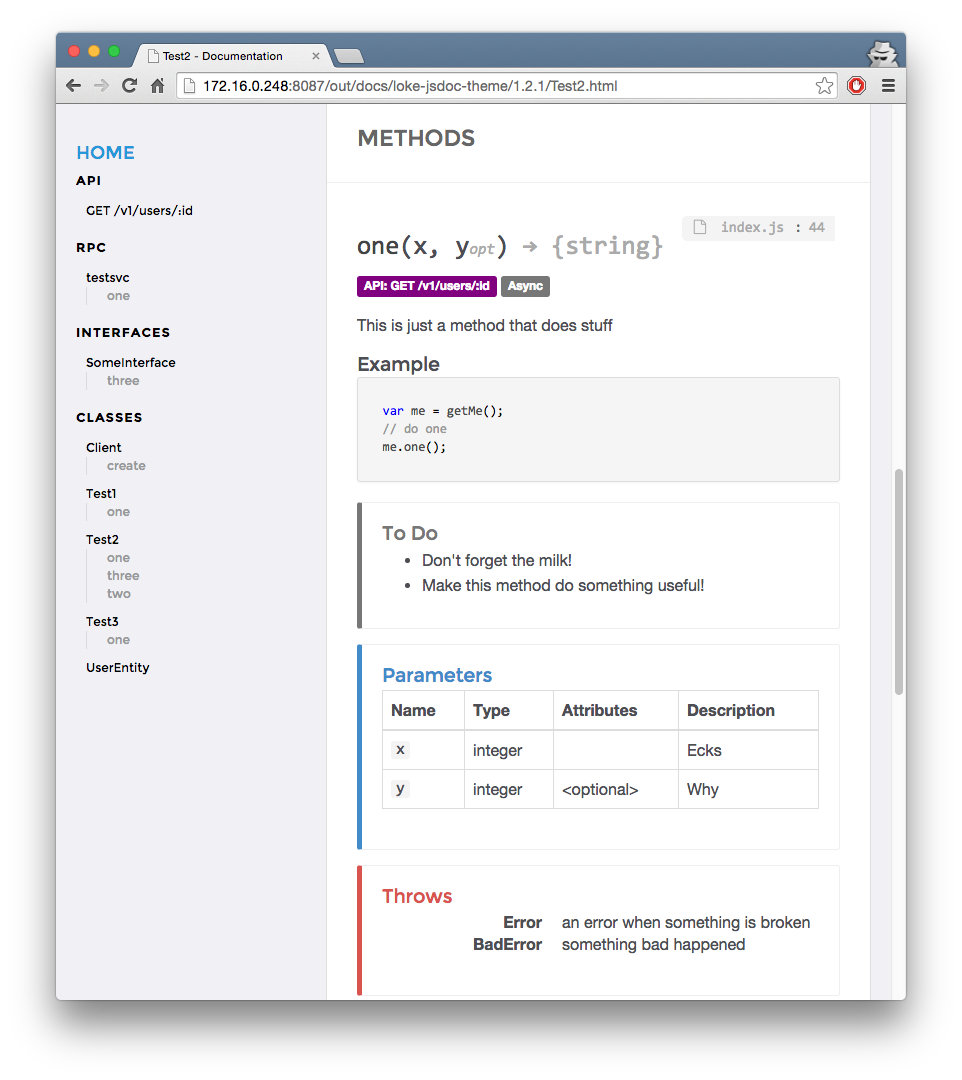 Test2 - Documentation
172.16.0.248:8087/out/docs/loke-jsdoc-theme/1.2.1/Test2.html
HOME
API
GET /v1/users/:id
RPC
testsvc
one
INTERFACES
SomeInterface
three
CLASSES
Client
create
Test1
one
Test2
one
three
two
Test3
one
UserEntity
METHODS
index.js : 44
one(x, yopt) → {string}
API: GET /v1/users/:id Async
This is just a method that does stuff
Example
var me = getMe();
// do one
me.one();
To Do
• Don't forget the milk!
• Make this method do something useful!
Parameters
Name Type Attributes Description
x integer Ecks
y integer <optional> Why
Throws
Error an error when something is broken
BadError something bad happened